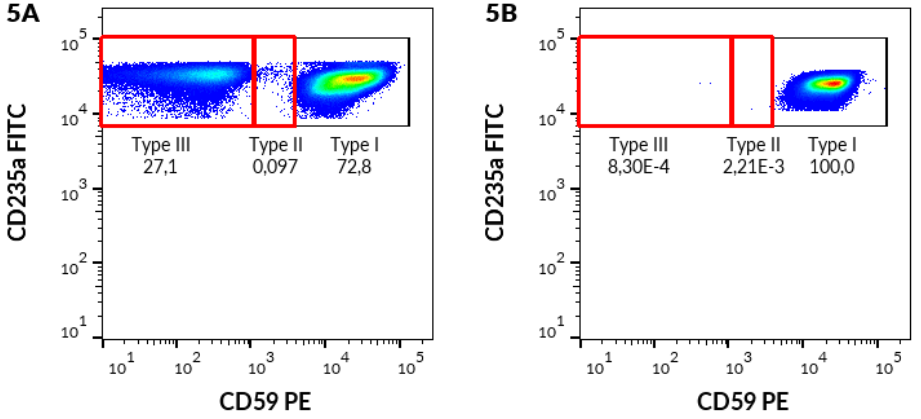 5A
CD235a FITC
10^5
10^4
10^3
10^2
10^1
Type III
27,1
Type II
0,097
Type I
72,8
10^1 10^2 10^3 10^4 10^5
CD59 PE
5B
CD235a FITC
10^5
10^4
10^3
10^2
10^1
Type III
8,30E-4
Type II
2,21E-3
Type I
100,0
10^1 10^2 10^3 10^4 10^5
CD59 PE